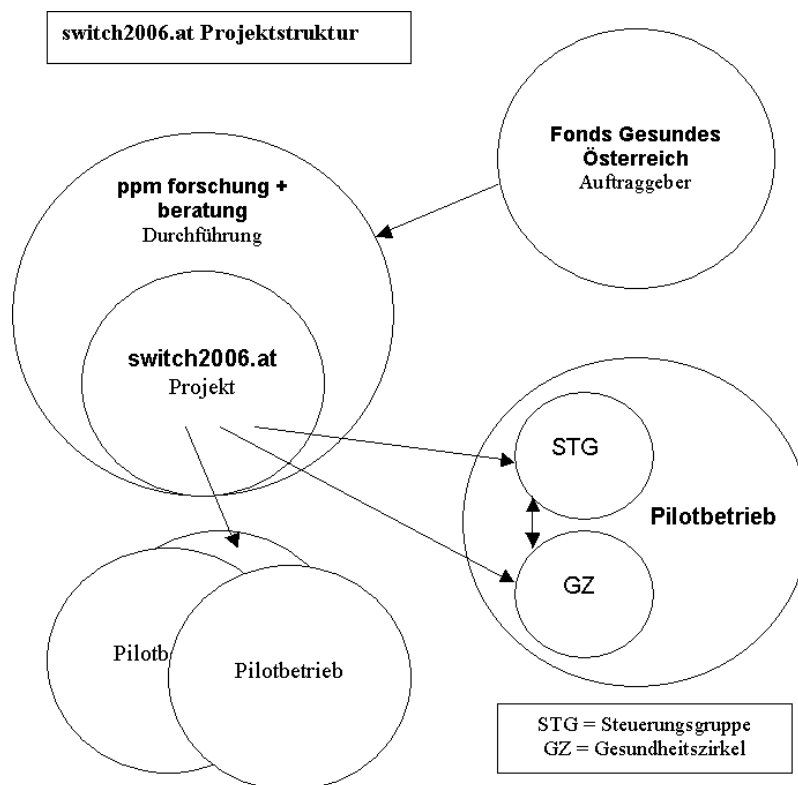 switch2006.at Projektstruktur
Fonds Gesundes
Österreich
Auftraggeber
ppm forschung +
beratung
Durchführung
switch2006.at
Projekt
STG
Pilotbetrieb
GZ
Pilotb
Pilotbetrieb
STG = Steuerungsgruppe
GZ = Gesundheitszirkel